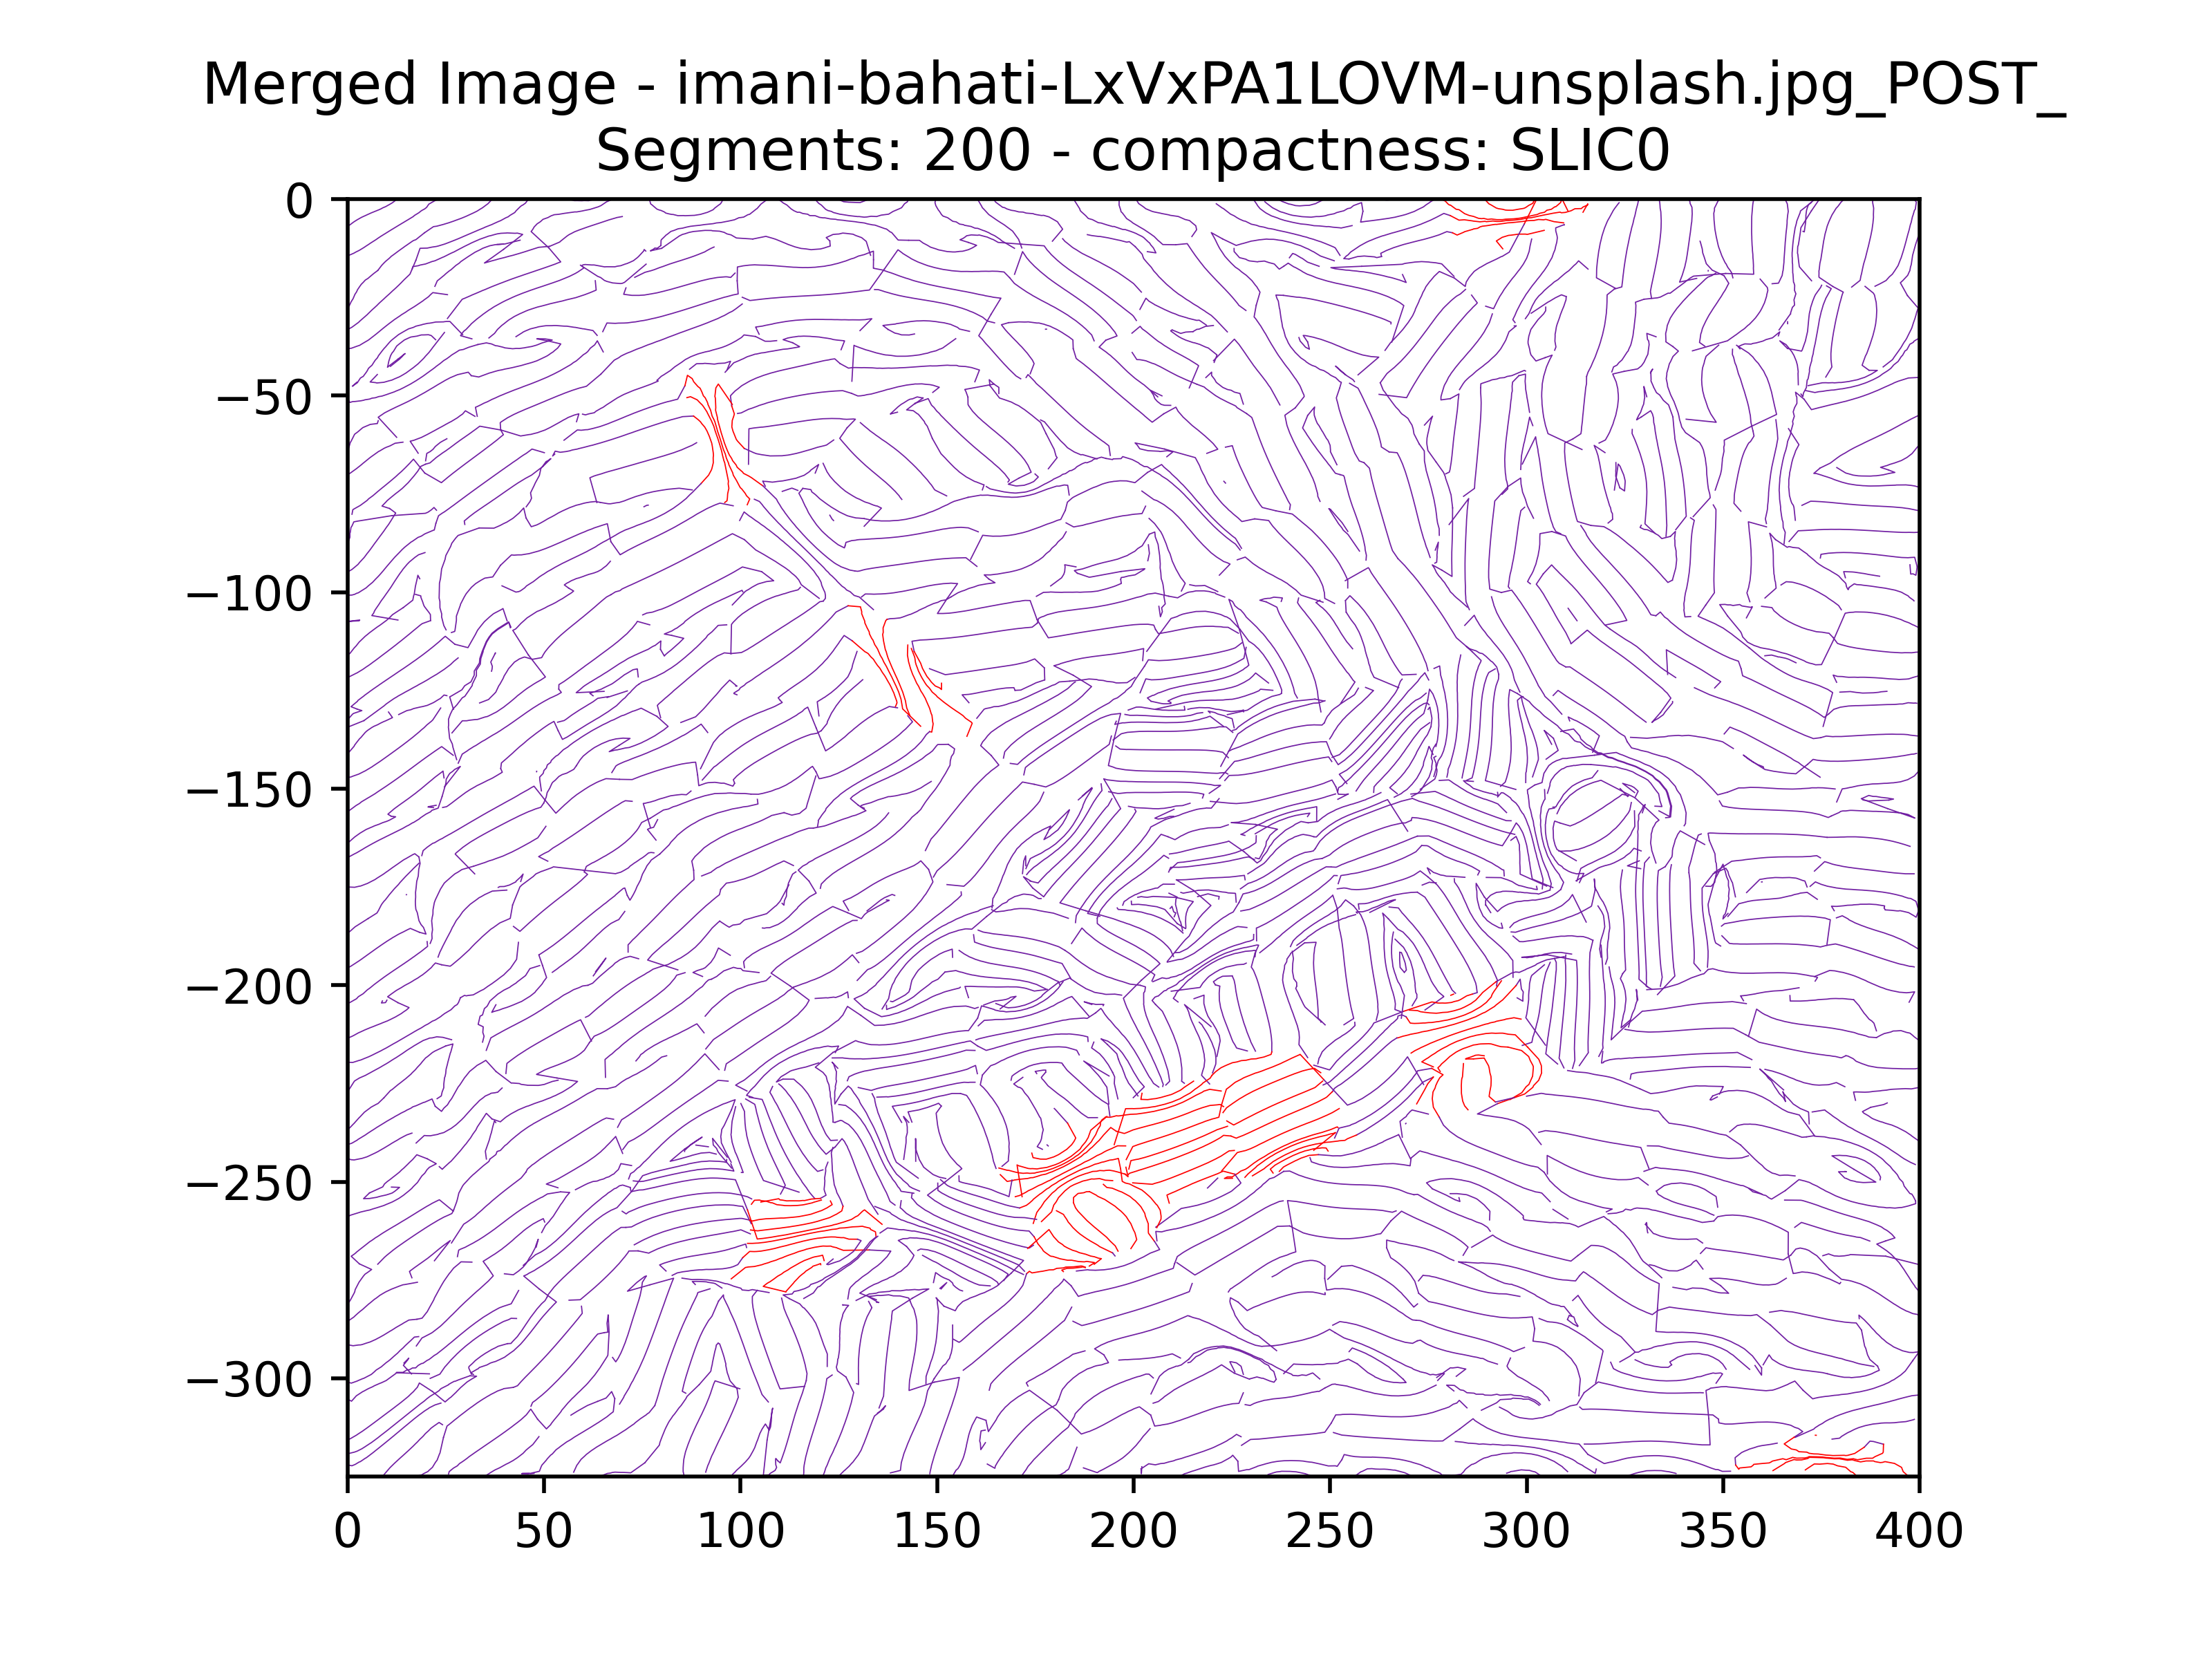 Merged Image - imani-bahati-LxVxPA1LOVM-unsplash.jpg_POST_
Segments: 200 - compactness: SLIC0
0
−50
−100
−150
−200
−250
−300
0 50 100 150 200 250 300 350 400